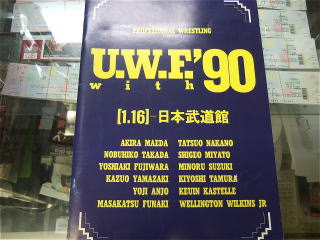 PROFESSIONAL WRESTLING
U.W.F.'90
with
[1.16]-日本武道館
AKIRA MAEDA TATSUO NAKANO
NOBUHIKO TAKADA SHIGEO MIYATO
YOSHIAKI FUJIWARA MINORU SUZUKI
KAZUO YAMAZAKI KIYOSHI TAMURA
YOJI ANJO KEUIN KASTELLE
MASAKATSU FUNAKI WELLINGTON WILKINS JR